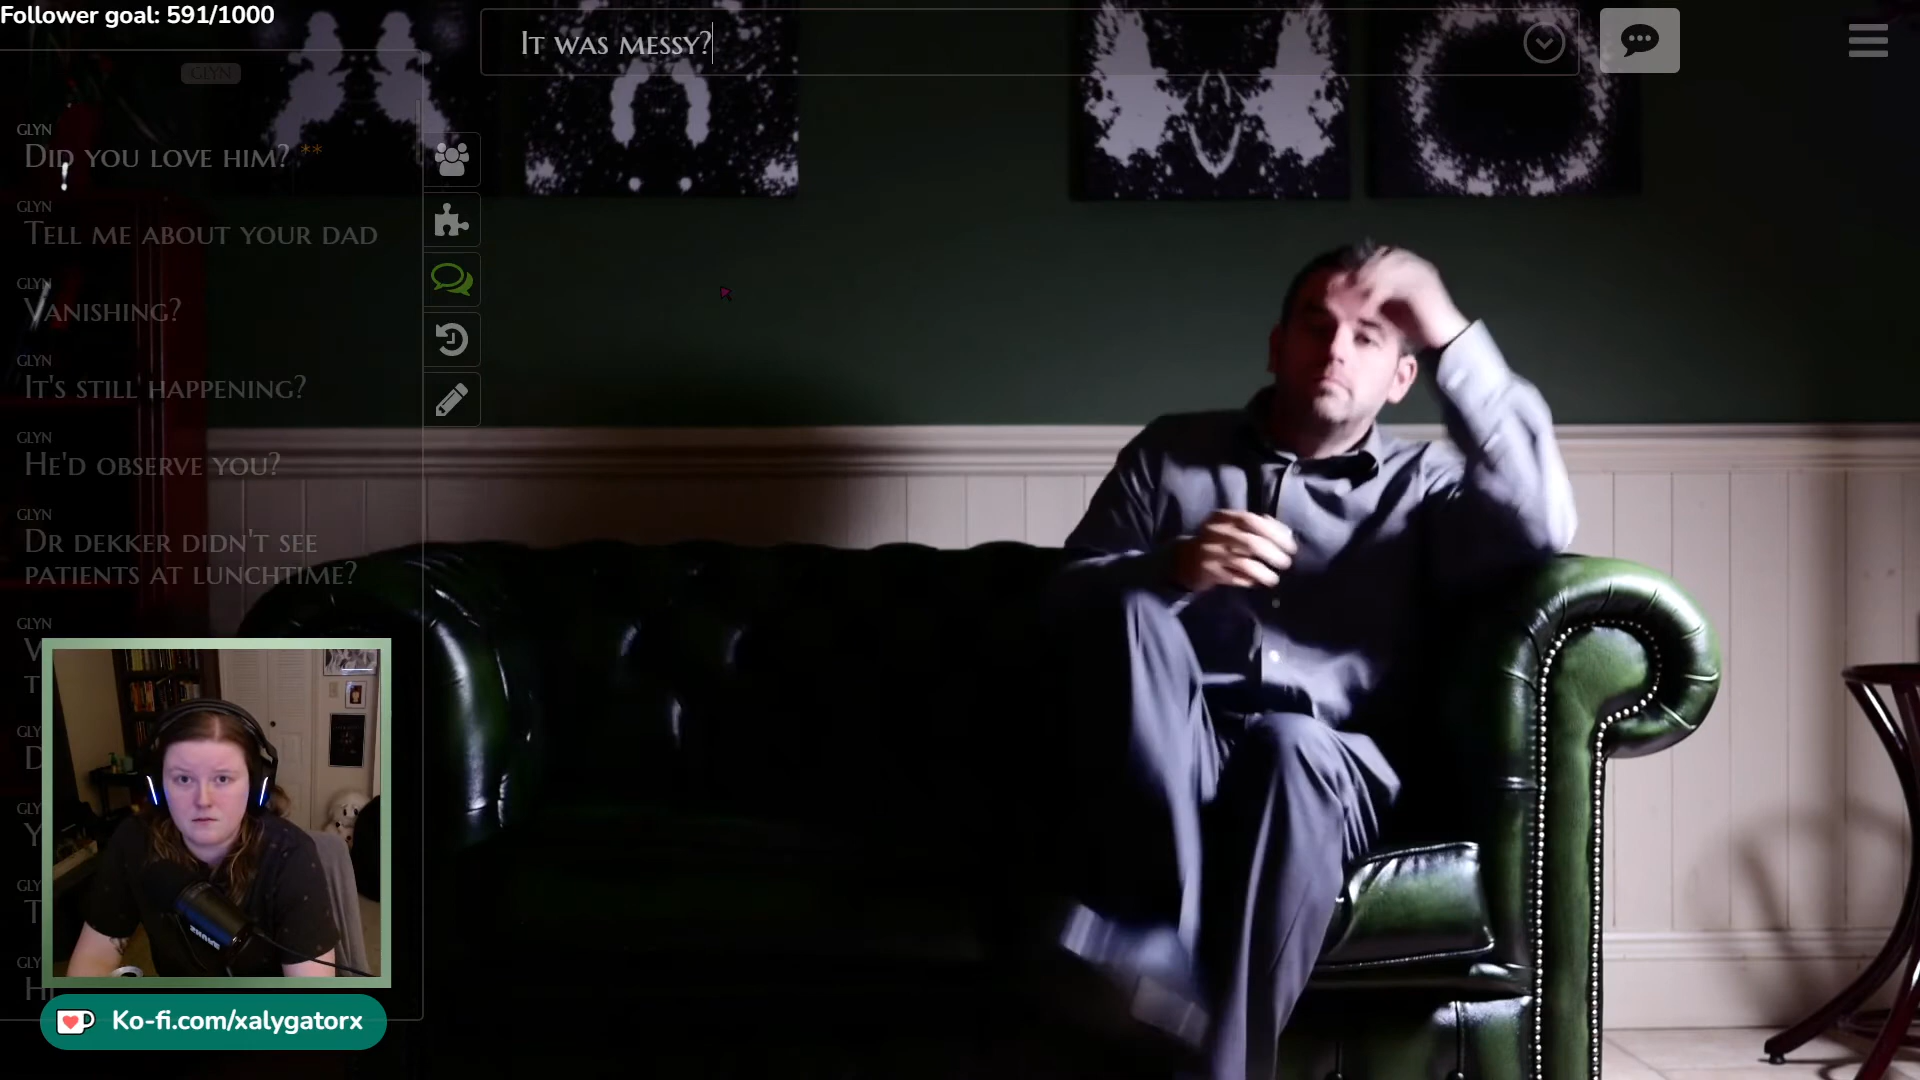 Follower goal: 591/1000
It was messy?
GLYN
GLYN
Did you love him? **
GLYN
Tell me about your dad
GLYN
Vanishing?
GLYN
It's still happening?
GLYN
He'd observe you?
GLYN
Dr dekker didn't see
patients at lunchtime?
GLYN
Ko-fi.com/xalygatorx